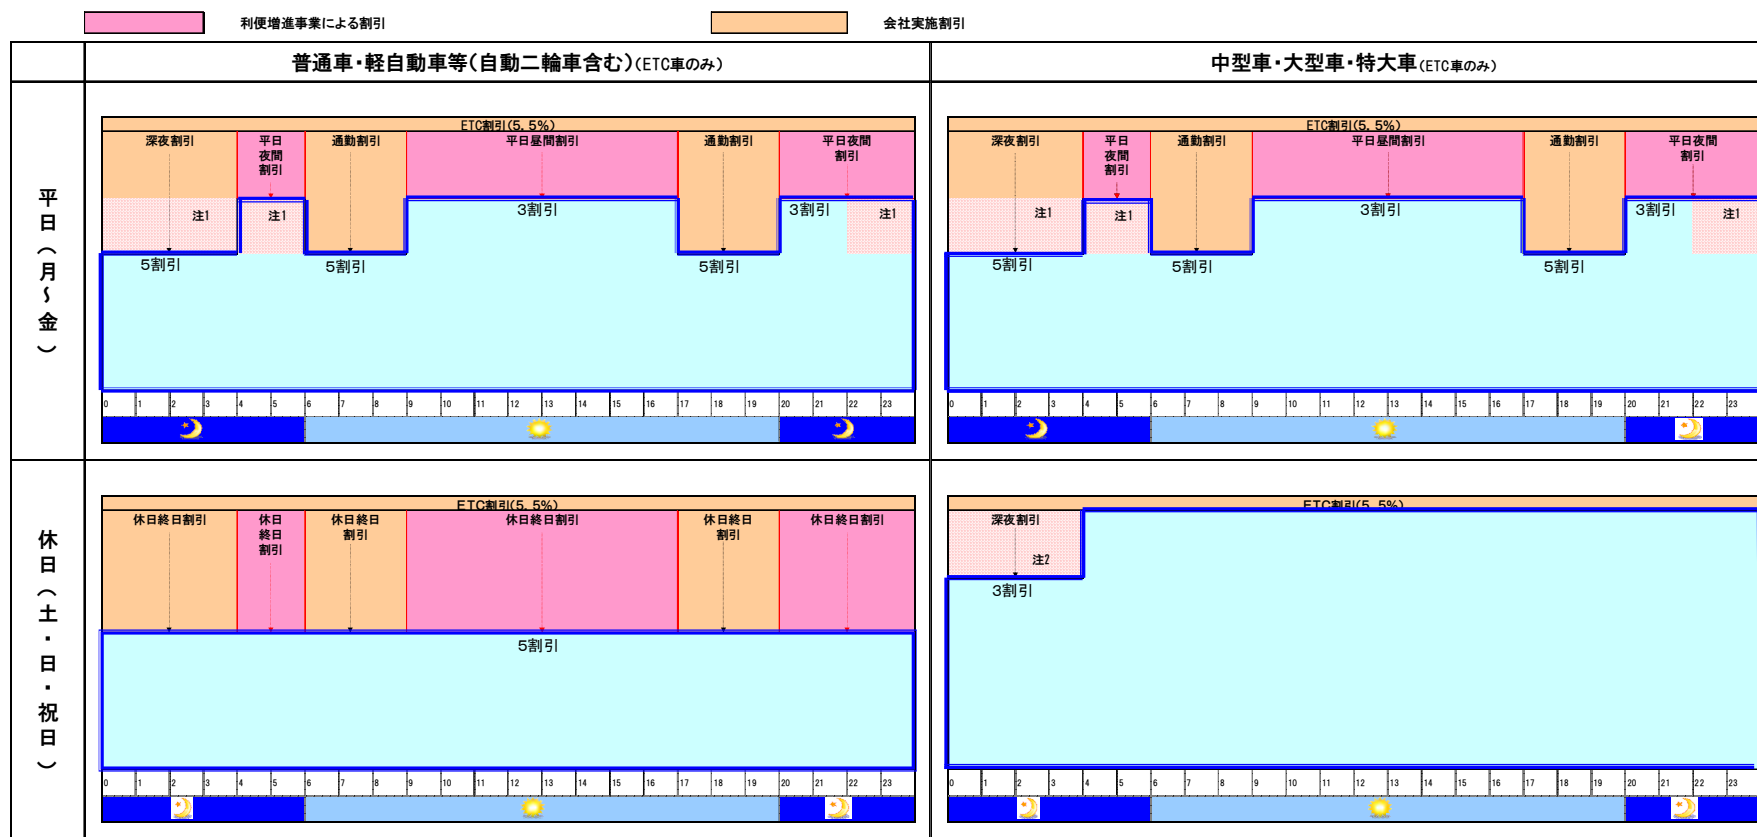 利便増進事業による割引
会社実施割引
普通車・軽自動車等(自動二輪車含む)(ETC車のみ)
中型車・大型車・特大車(ETC車のみ)
平日(月~金)
ETC割引(5.5%)
深夜割引
平日
夜間
割引
通勤割引
平日昼間割引
通勤割引
平日夜間
割引
注1
注1
3割引
3割引
注1
5割引
5割引
5割引
0 1 2 3 4 5 6 7 8 9 10 11 12 13 14 15 16 17 18 19 20 21 22 23
ETC割引(5.5%)
深夜割引
平日
夜間
割引
通勤割引
平日昼間割引
通勤割引
平日夜間
割引
注1
注1
3割引
3割引
注1
5割引
5割引
5割引
0 1 2 3 4 5 6 7 8 9 10 11 12 13 14 15 16 17 18 19 20 21 22 23
休日(土・日・祝日)
ETC割引(5.5%)
休日終日割引
休日
終日
割引
休日終日
割引
休日終日割引
休日終日
割引
休日終日割引
5割引
0 1 2 3 4 5 6 7 8 9 10 11 12 13 14 15 16 17 18 19 20 21 22 23
ETC割引(5.5%)
深夜割引
注2
3割引
0 1 2 3 4 5 6 7 8 9 10 11 12 13 14 15 16 17 18 19 20 21 22 23